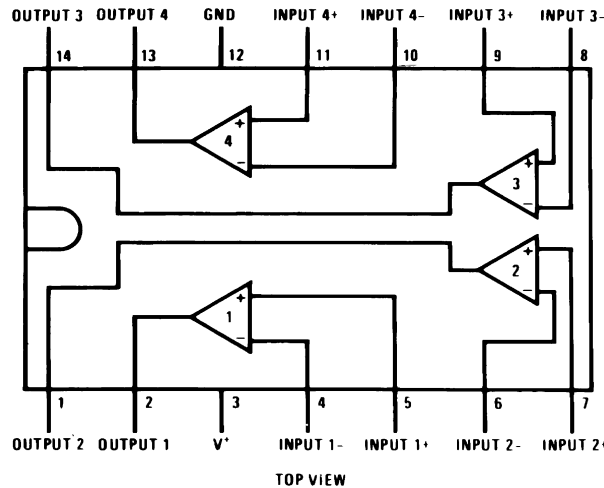 OUTPUT 3 OUTPUT 4 GND INPUT 4+ INPUT 4- INPUT 3+ INPUT 3-
14 13 12 11 10 9 8
+
4
−
+
3
−
+
2
−
+
1
−
1 2 3 4 5 6 7
OUTPUT 2 OUTPUT 1 V+ INPUT 1- INPUT 1+ INPUT 2- INPUT 2+
TOP VIEW